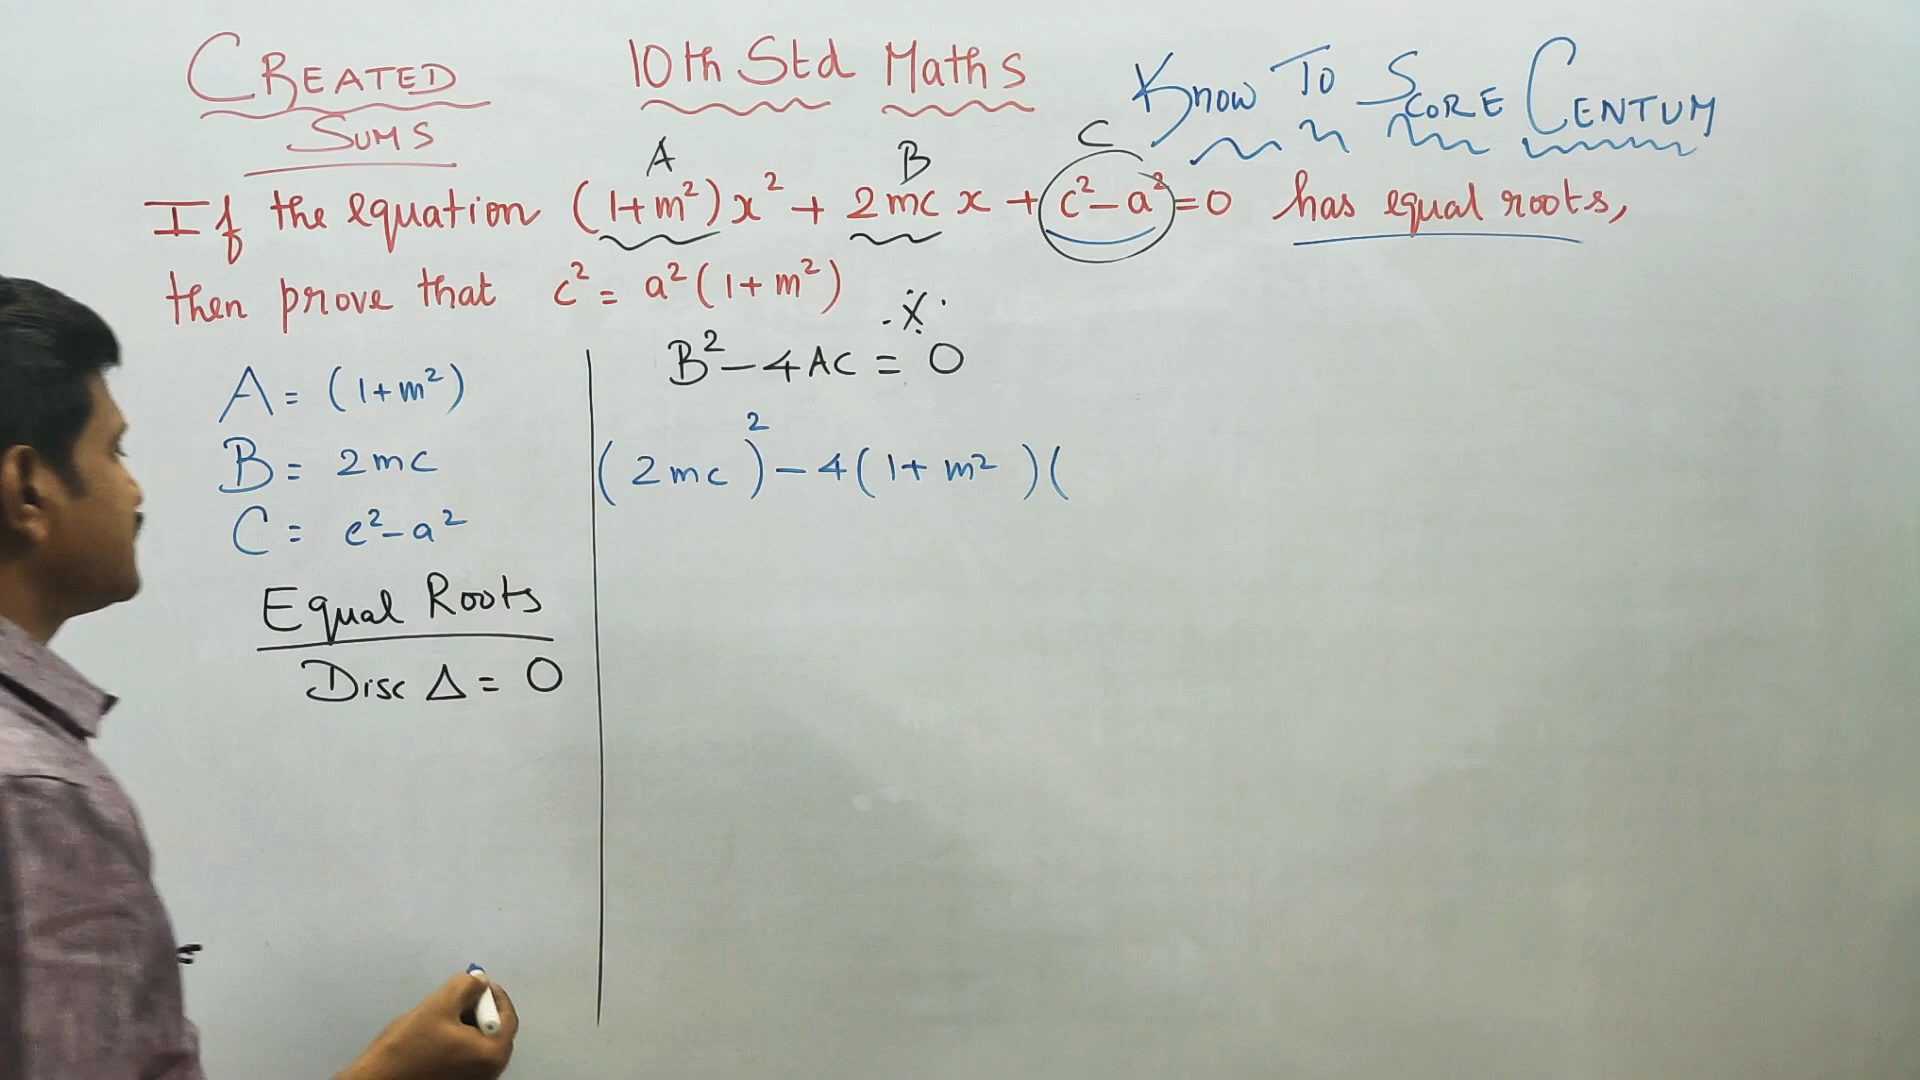 CREATED SUMS
10th Std Maths
Know To SCORE CENTUM
A B C
If the equation (1+m²)x² + 2mc x + c²-a² = 0 has equal roots,
then prove that c² = a²(1+m²)
A = (1+m²)
B = 2mc
C = c²-a²
Equal Roots
Disc Δ = 0
B²-4AC = 0
(2mc)² - 4(1+m²)(